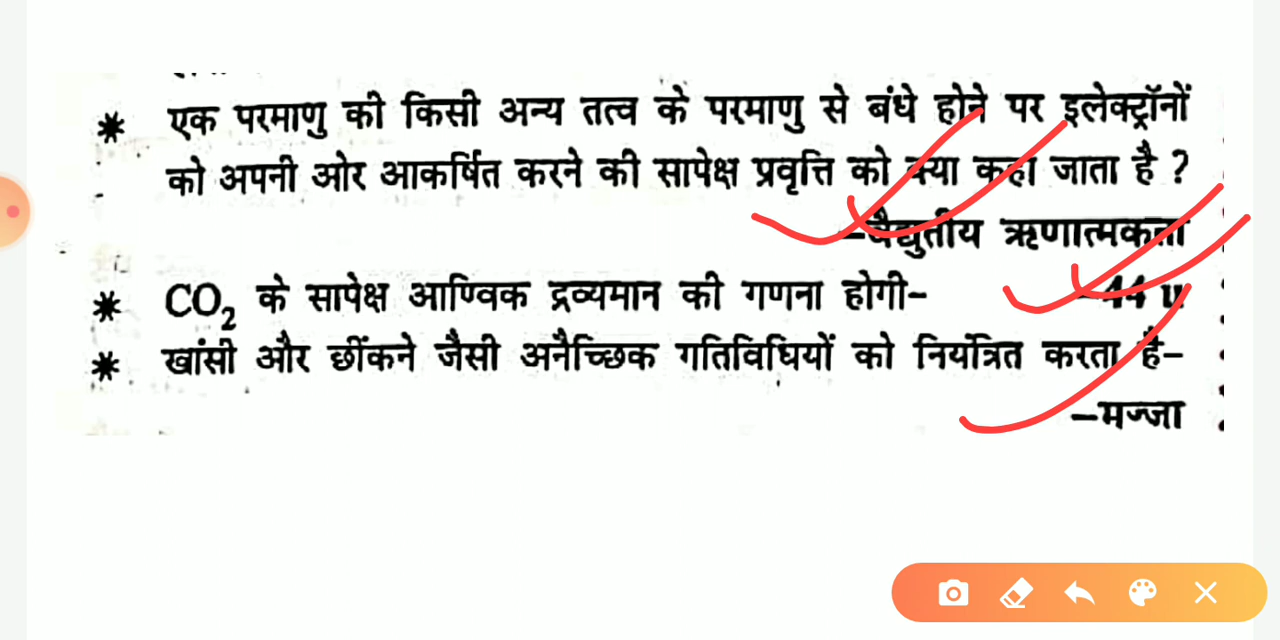 * एक परमाणु की किसी अन्य तत्व के परमाणु से बंधे होने पर इलेक्ट्रॉनों
को अपनी ओर आकर्षित करने की सापेक्ष प्रवृत्ति को क्या कहा जाता है ?
–वैद्युतीय ऋणात्मकता
* CO₂ के सापेक्ष आण्विक द्रव्यमान की गणना होगी– –44 u
* खांसी और छींकने जैसी अनैच्छिक गतिविधियों को नियंत्रित करता है–
–मज्जा